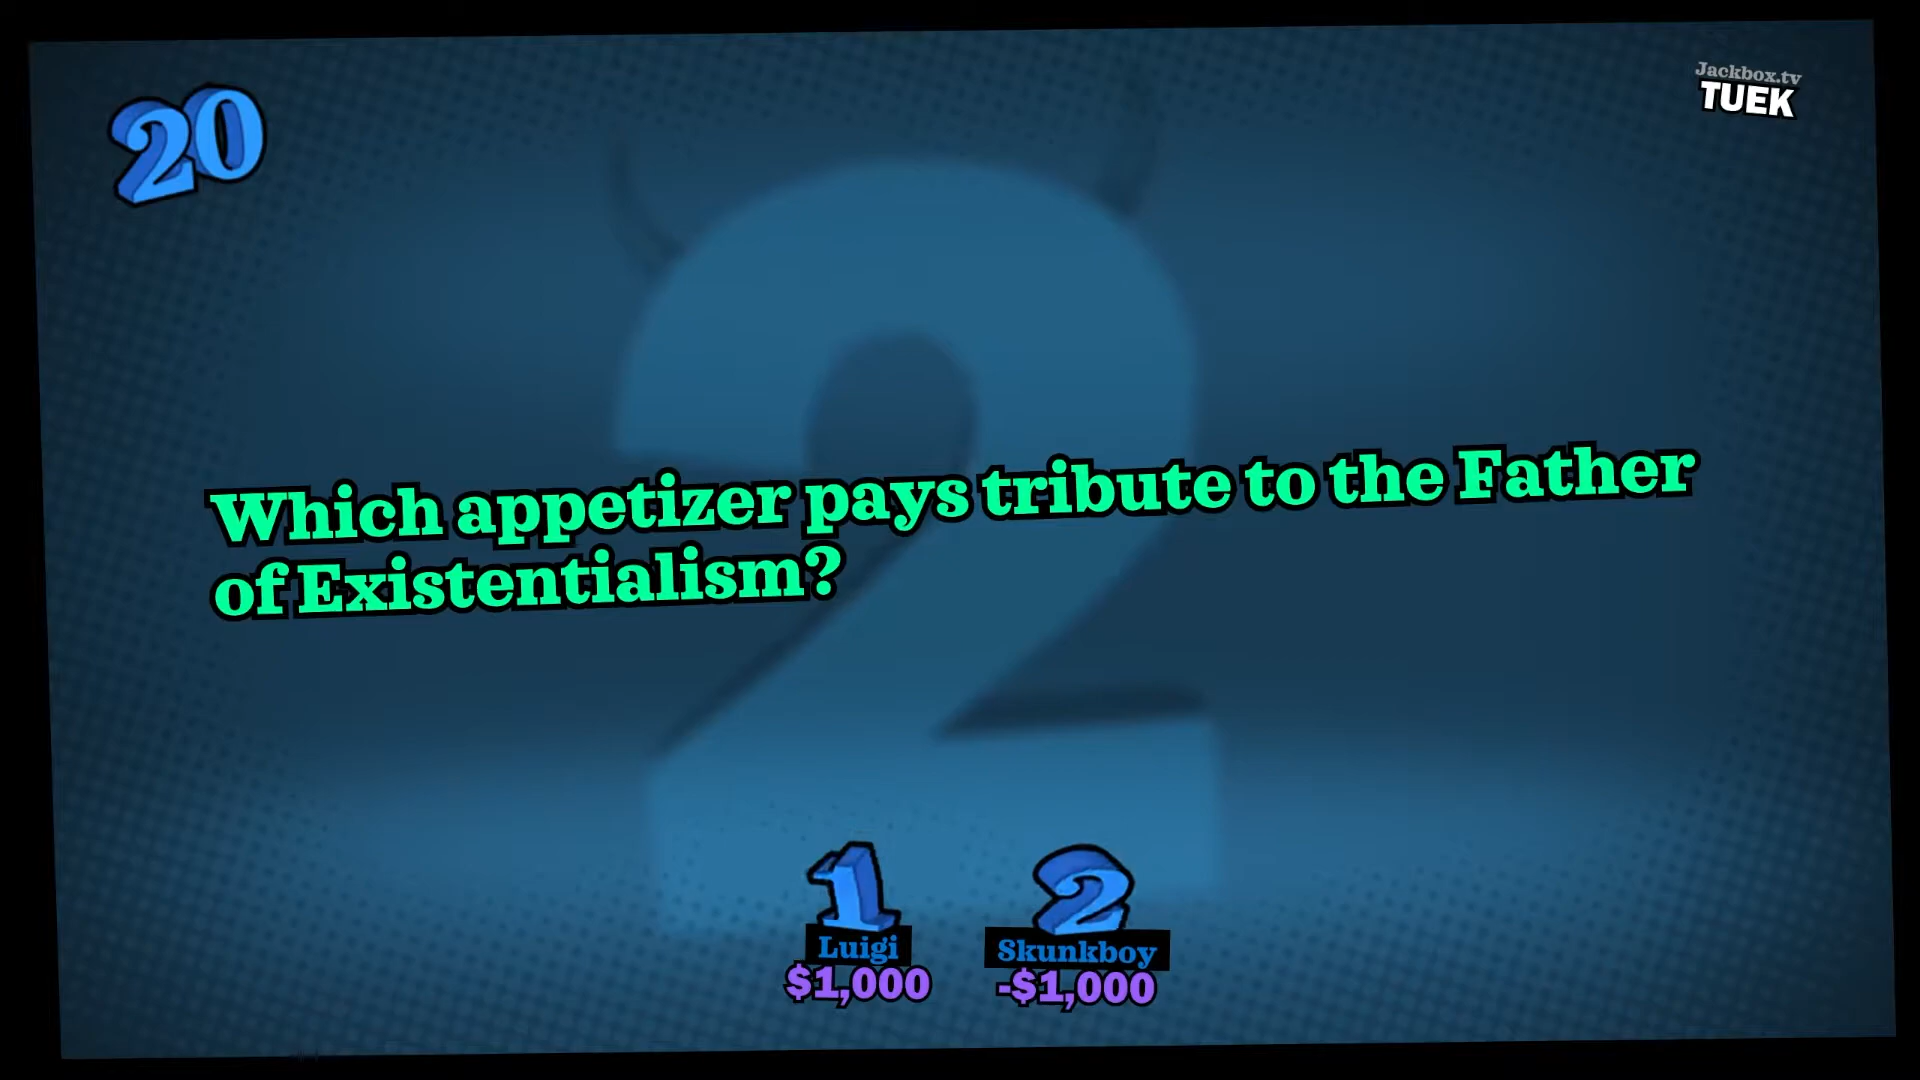 20
Jackbox.tv
TUEK
Which appetizer pays tribute to the Father
of Existentialism?
1
2
Luigi
Skunkboy
$1,000
-$1,000